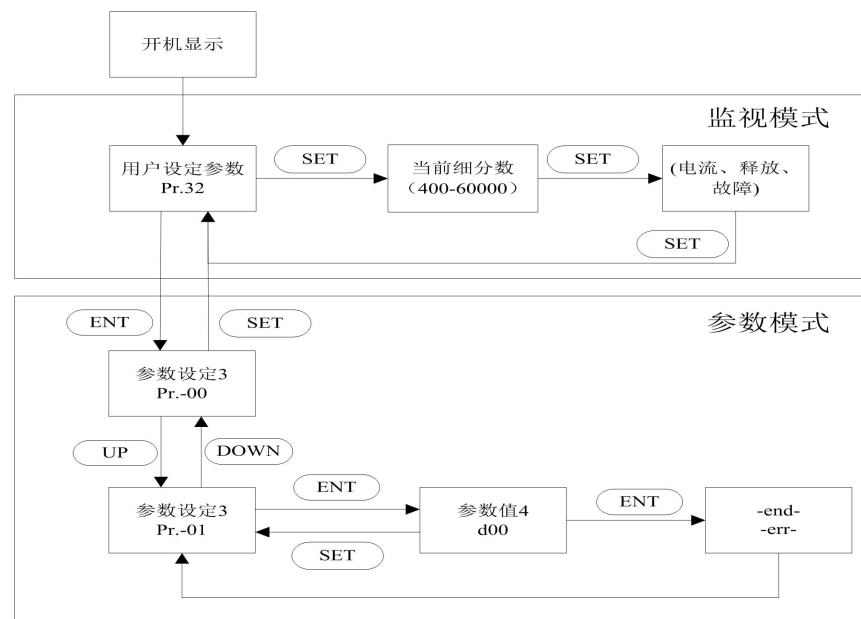 开机显示
监视模式
用户设定参数
Pr.32
SET
当前细分数
（400-60000）
SET
(电流、释放、
故障)
SET
ENT
SET
参数模式
参数设定3
Pr.-00
UP
DOWN
参数设定3
Pr.-01
ENT
SET
参数值4
d00
ENT
-end-
-err-